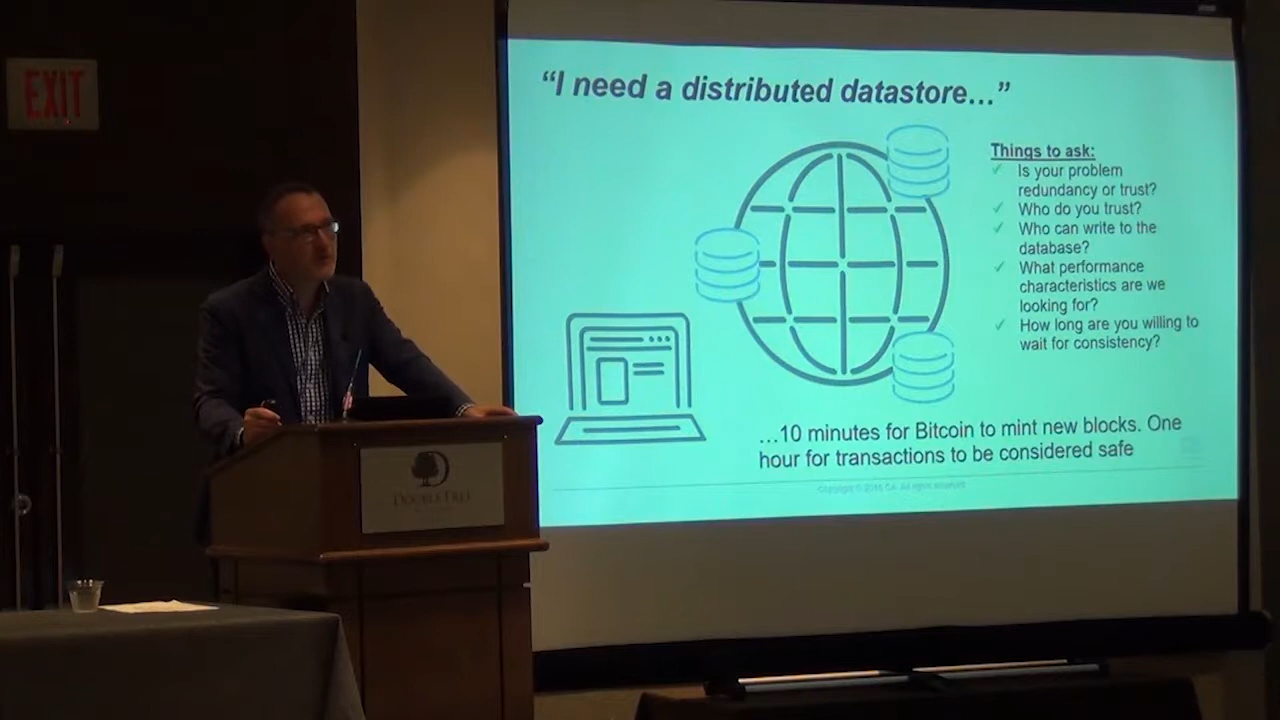 EXIT
“I need a distributed datastore…”
Things to ask:
Is your problem
redundancy or trust?
Who do you trust?
Who can write to the
database?
What performance
characteristics are we
looking for?
How long are you willing to
wait for consistency?
…10 minutes for Bitcoin to mint new blocks. One
hour for transactions to be considered safe
DOUBLETREE